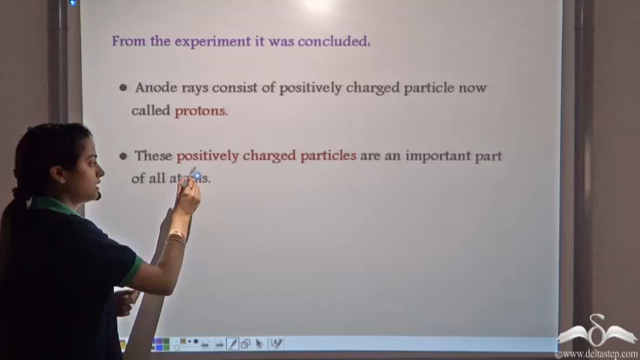 From the experiment it was concluded.
Anode rays consist of positively charged particle now
called protons.
These positively charged particles are an important part
of all atoms.
©www.deltastep.com